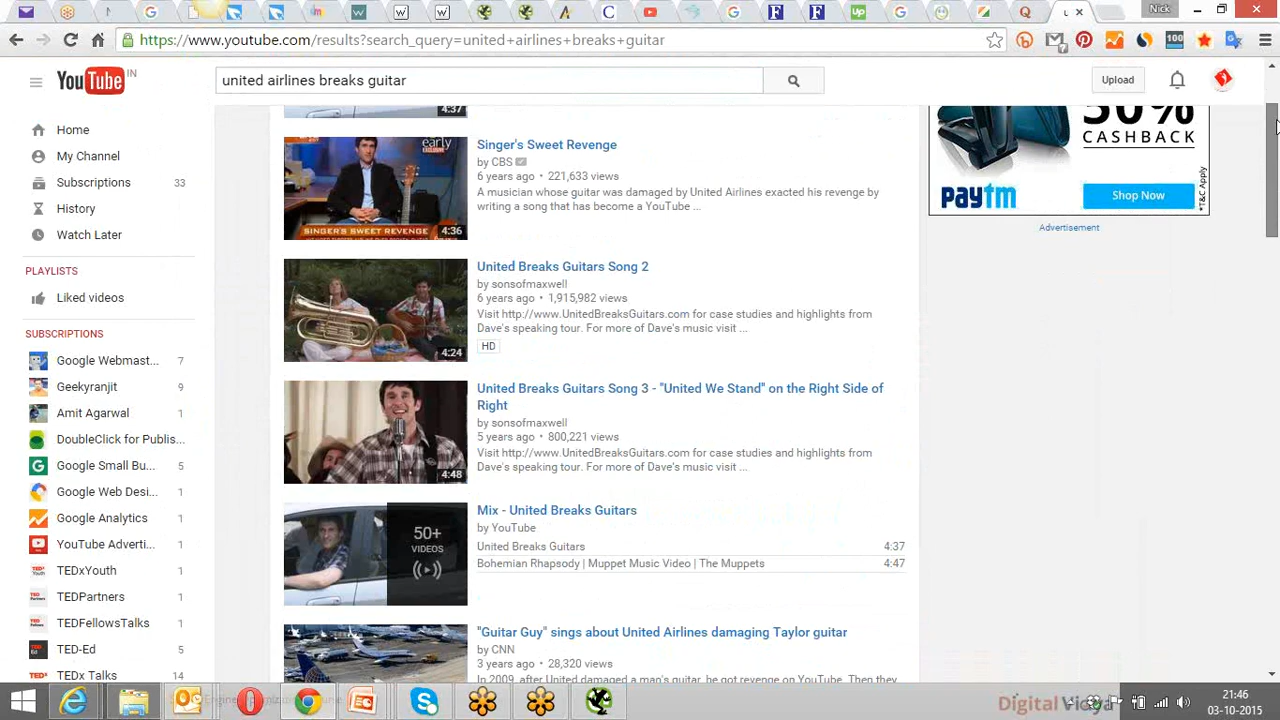 Nick
https://www.youtube.com/results?search_query=united+airlines+breaks+guitar
7
100
YouTube IN
united airlines breaks guitar
Upload
Home
My Channel
Subscriptions 33
History
Watch Later
PLAYLISTS
Liked videos
SUBSCRIPTIONS
Google Webmast... 7
Geekyranjit 9
Amit Agarwal 1
DoubleClick for Publis...
Google Small Bu... 5
Google Web Desi... 1
Google Analytics 1
YouTube Adverti... 1
TEDxYouth 1
TEDPartners 1
TEDFellowsTalks 1
TED-Ed 1
TEDx Talks 14
4:37
early
SINGER'S SWEET REVENGE
4:36
Singer's Sweet Revenge
by CBS
6 years ago • 221,633 views
A musician whose guitar was damaged by United Airlines exacted his revenge by
writing a song that has become a YouTube ...
4:24
United Breaks Guitars Song 2
by sonsofmaxwell
6 years ago • 1,915,982 views
Visit http://www.UnitedBreaksGuitars.com for case studies and highlights from
Dave's speaking tour. For more of Dave's music visit ...
HD
4:48
United Breaks Guitars Song 3 - "United We Stand" on the Right Side of
Right
by sonsofmaxwell
5 years ago • 800,221 views
Visit http://www.UnitedBreaksGuitars.com for case studies and highlights from
Dave's speaking tour. For more of Dave's music visit ...
50+
VIDEOS
Mix - United Breaks Guitars
by YouTube
United Breaks Guitars 4:37
Bohemian Rhapsody | Muppet Music Video | The Muppets 4:47
"Guitar Guy" sings about United Airlines damaging Taylor guitar
by CNN
3 years ago • 28,320 views
In 2009, after United damaged a man's guitar, he got revenge on YouTube. Then they
50%
CASHBACK
paytm
Shop Now
*T&C Apply
Advertisement
21:46
03-10-2015
Digital Vidya